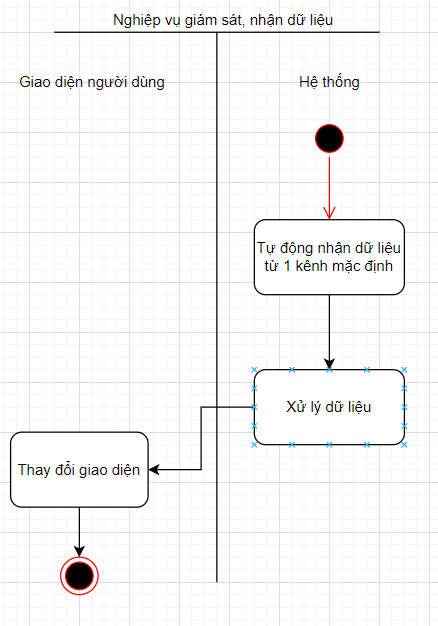 Nghiệp vụ giám sát, nhận dữ liệu
Giao diện người dùng
Hệ thống
Tự động nhận dữ liệu
từ 1 kênh mặc định
Xử lý dữ liệu
Thay đổi giao diện